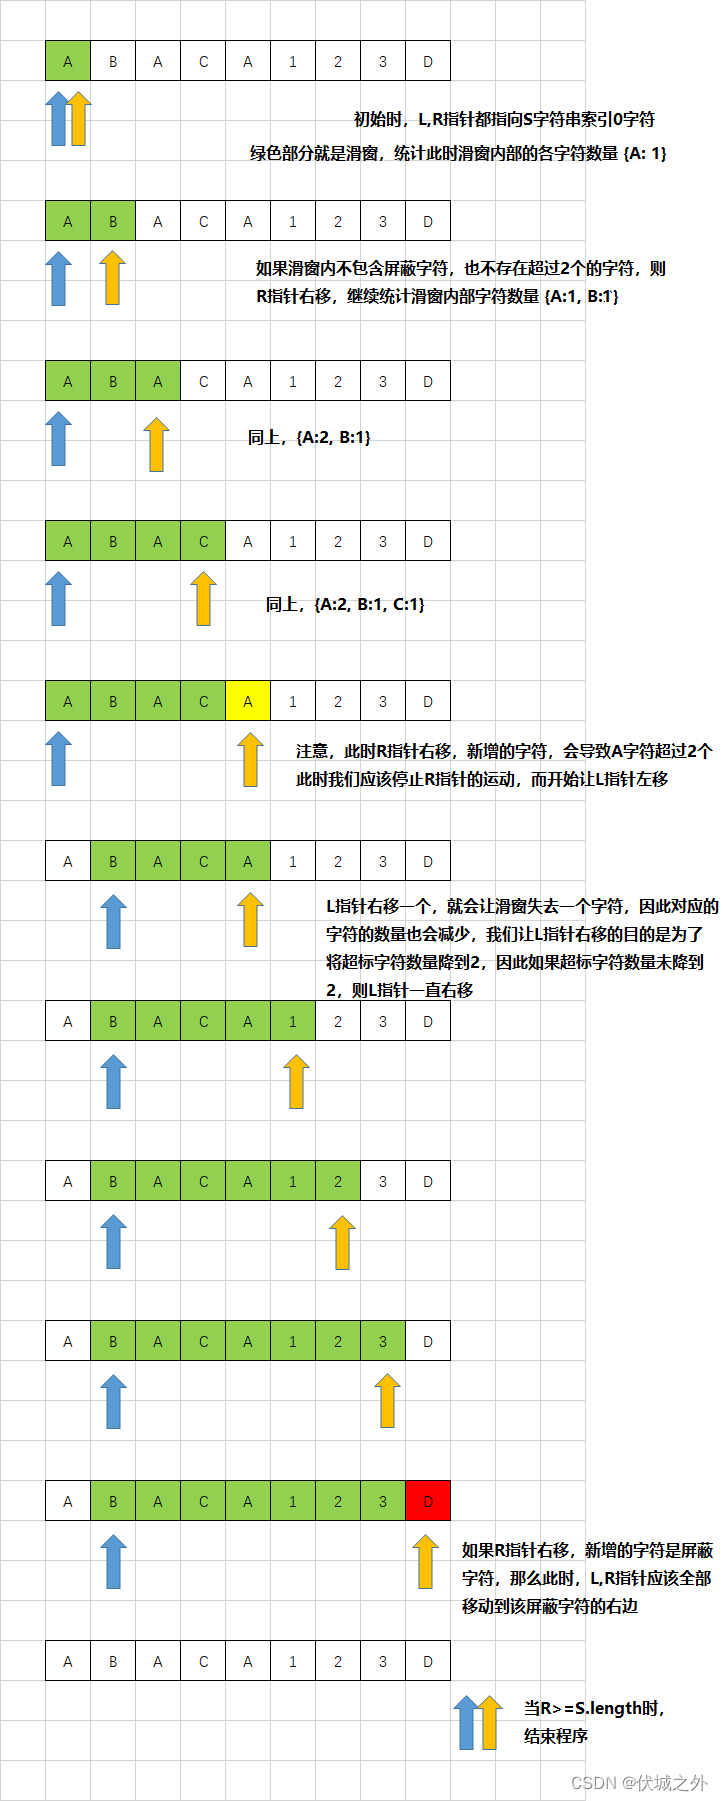 A B A C A 1 2 3 D
初始时，L,R指针都指向S字符串索引0字符
绿色部分就是滑窗，统计此时滑窗内部的各字符数量 {A: 1}
A B A C A 1 2 3 D
如果滑窗内不包含屏蔽字符，也不存在超过2个的字符，则
R指针右移，继续统计滑窗内部字符数量 {A:1, B:1`}
A B A C A 1 2 3 D
同上，{A:2, B:1}
A B A C A 1 2 3 D
同上，{A:2, B:1, C:1}
A B A C A 1 2 3 D
注意，此时R指针右移，新增的字符，会导致A字符超过2个
此时我们应该停止R指针的运动，而开始让L指针左移
A B A C A 1 2 3 D
L指针右移一个，就会让滑窗失去一个字符，因此对应的
字符的数量也会减少，我们让L指针右移的目的是为了
将超标字符数量降到2，因此如果超标字符数量未降到
2，则L指针一直右移
A B A C A 1 2 3 D
A B A C A 1 2 3 D
A B A C A 1 2 3 D
A B A C A 1 2 3 D
如果R指针右移，新增的字符是屏蔽
字符，那么此时，L,R指针应该全部
移动到该屏蔽字符的右边
A B A C A 1 2 3 D
当R>=S.length时，
结束程序
CSDN @伏城之外